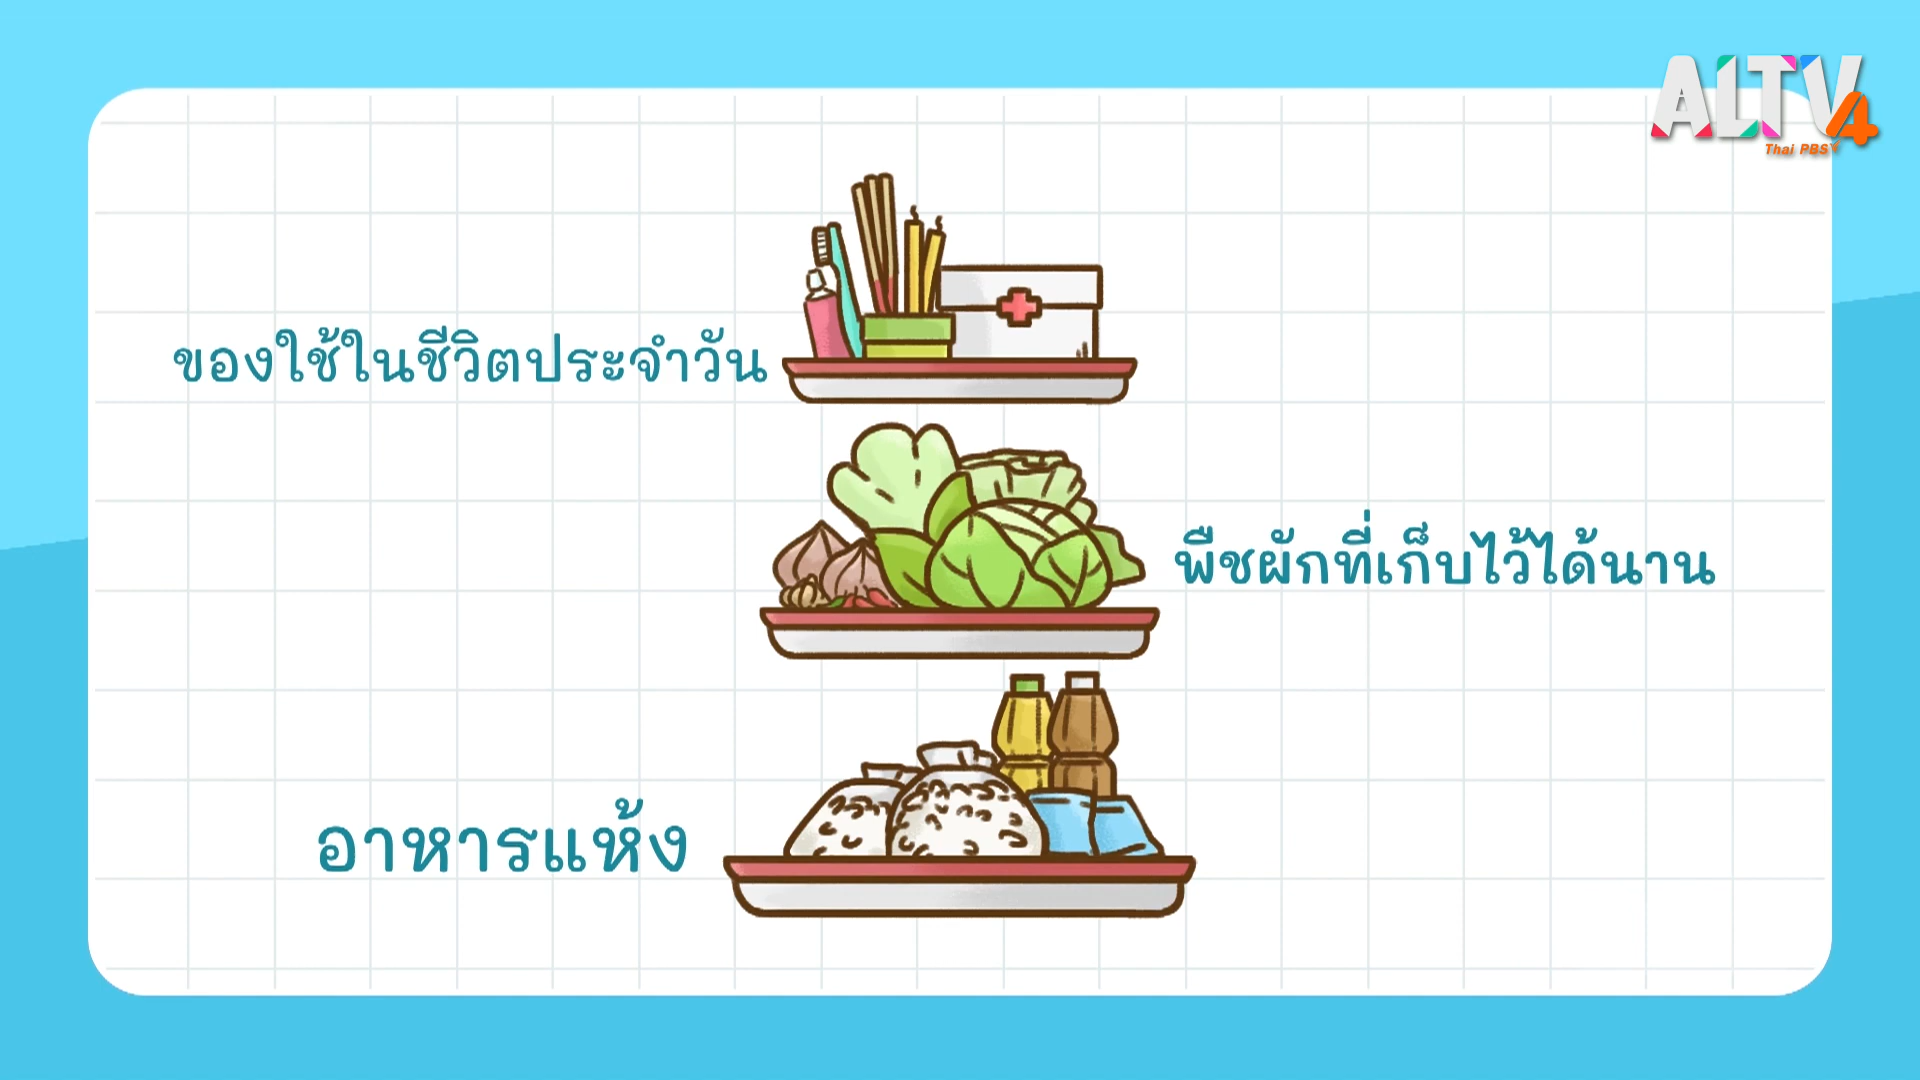 ALTV4
Thai PBS
ของใช้ในชีวิตประจำวัน
พืชผักที่เก็บไว้ได้นาน
อาหารแห้ง